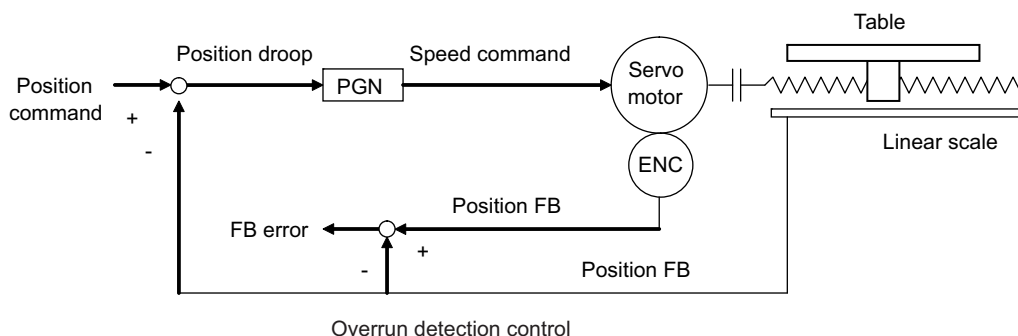 Table
Position droop
Speed command
Position
command
PGN
Servo
motor
+
-
Linear scale
ENC
Position FB
FB error
+
-
Position FB
Overrun detection control